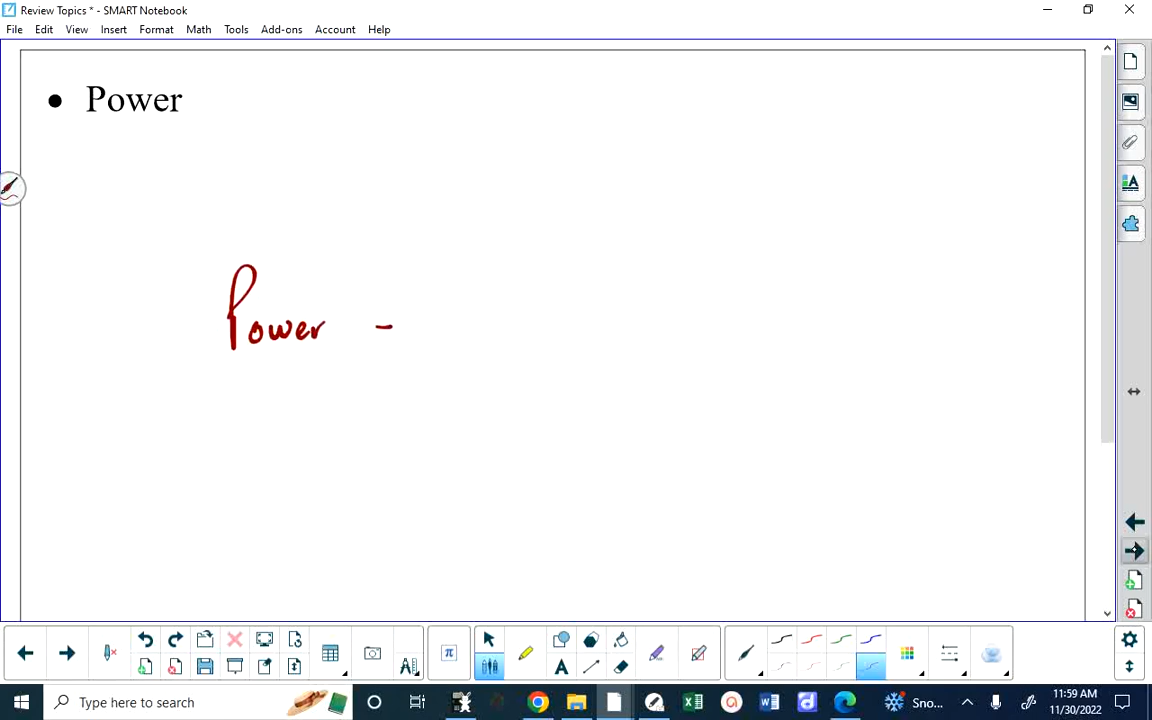 Review Topics * - SMART Notebook
File Edit View Insert Format Math Tools Add-ons Account Help
• Power
Power -
π
A
Type here to search
Sno...
11:59 AM
11/30/2022